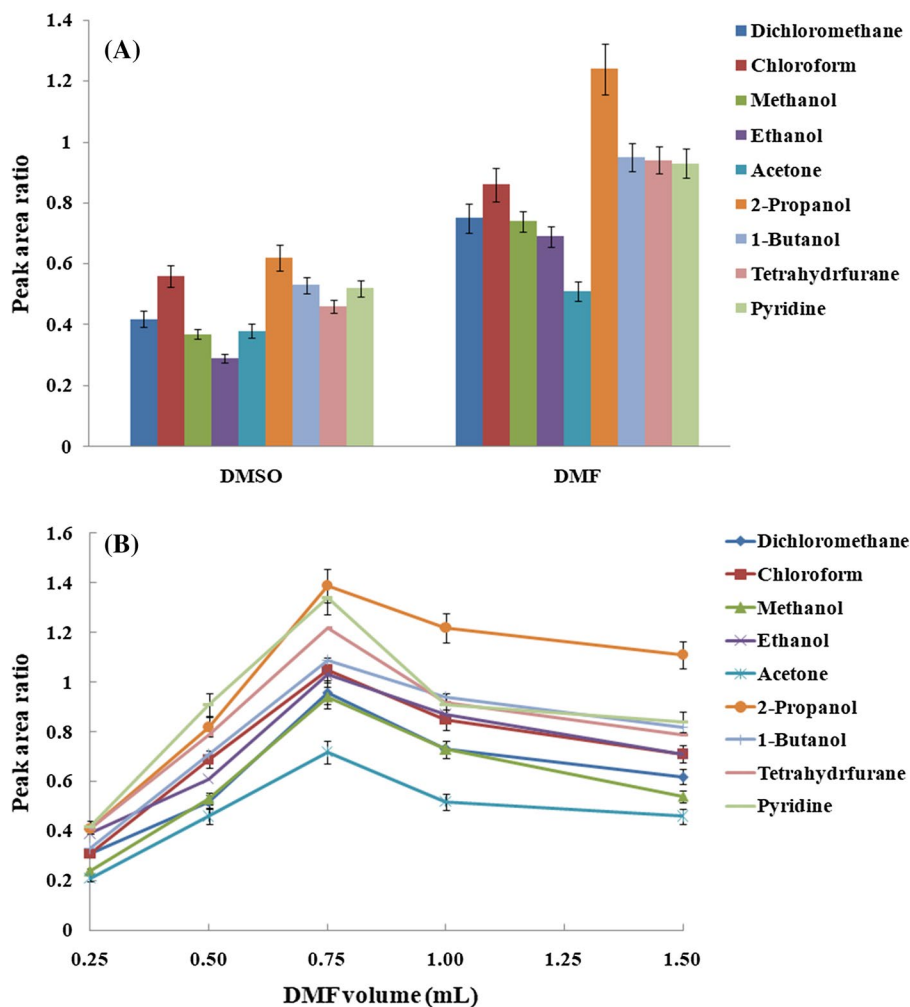 (A)
Peak area ratio
1.4
1.2
1
0.8
0.6
0.4
0.2
0
DMSO
DMF
Dichloromethane
Chloroform
Methanol
Ethanol
Acetone
2-Propanol
1-Butanol
Tetrahydrfurane
Pyridine
(B)
Peak area ratio
1.6
1.4
1.2
1
0.8
0.6
0.4
0.2
0
0.25
0.50
0.75
1.00
1.50
DMF volume (mL)
Dichloromethane
Chloroform
Methanol
Ethanol
Acetone
2-Propanol
1-Butanol
Tetrahydrfurane
Pyridine